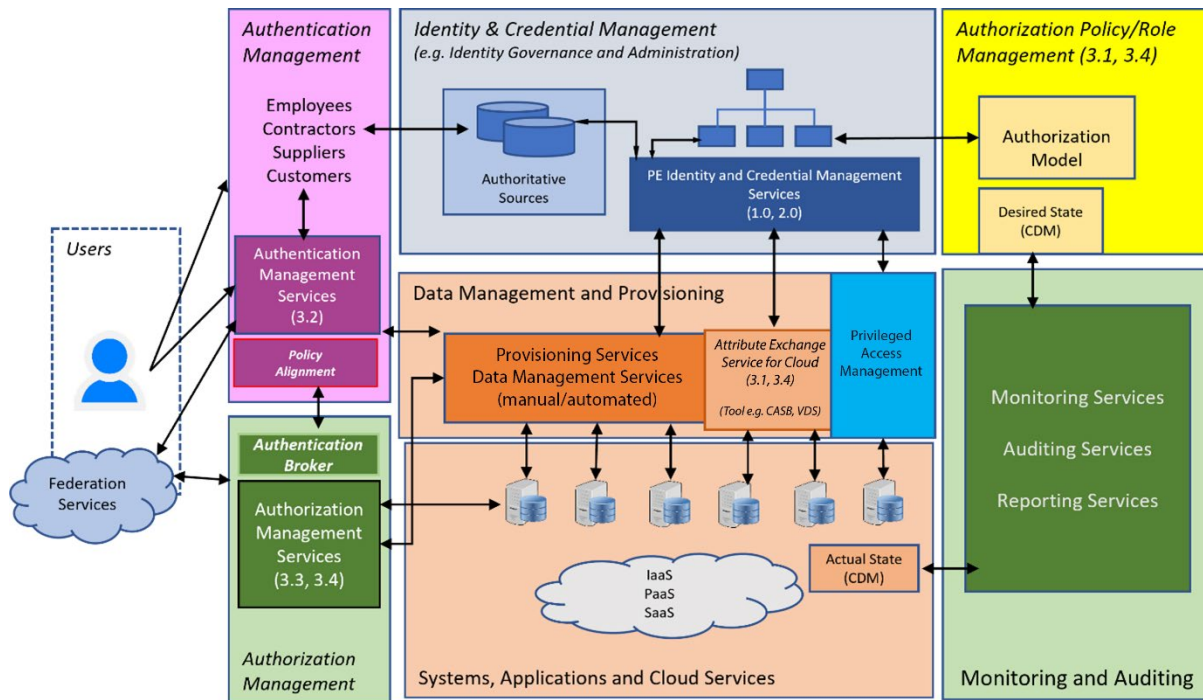 Authentication
Management
Employees
Contractors
Suppliers
Customers
Authentication
Management
Services
(3.2)
Policy
Alignment
Users
Federation
Services
Authentication
Broker
Authorization
Management
Services
(3.3, 3.4)
Authorization
Management
Identity & Credential Management
(e.g. Identity Governance and Administration)
Authoritative
Sources
PE Identity and Credential Management
Services
(1.0, 2.0)
Data Management and Provisioning
Provisioning Services
Data Management Services
(manual/automated)
Attribute Exchange
Service for Cloud
(3.1, 3.4)
(Tool e.g. CASB, VDS)
Privileged
Access
Management
IaaS
PaaS
SaaS
Actual State
(CDM)
Systems, Applications and Cloud Services
Authorization Policy/Role
Management (3.1, 3.4)
Authorization
Model
Desired State
(CDM)
Monitoring Services
Auditing Services
Reporting Services
Monitoring and Auditing